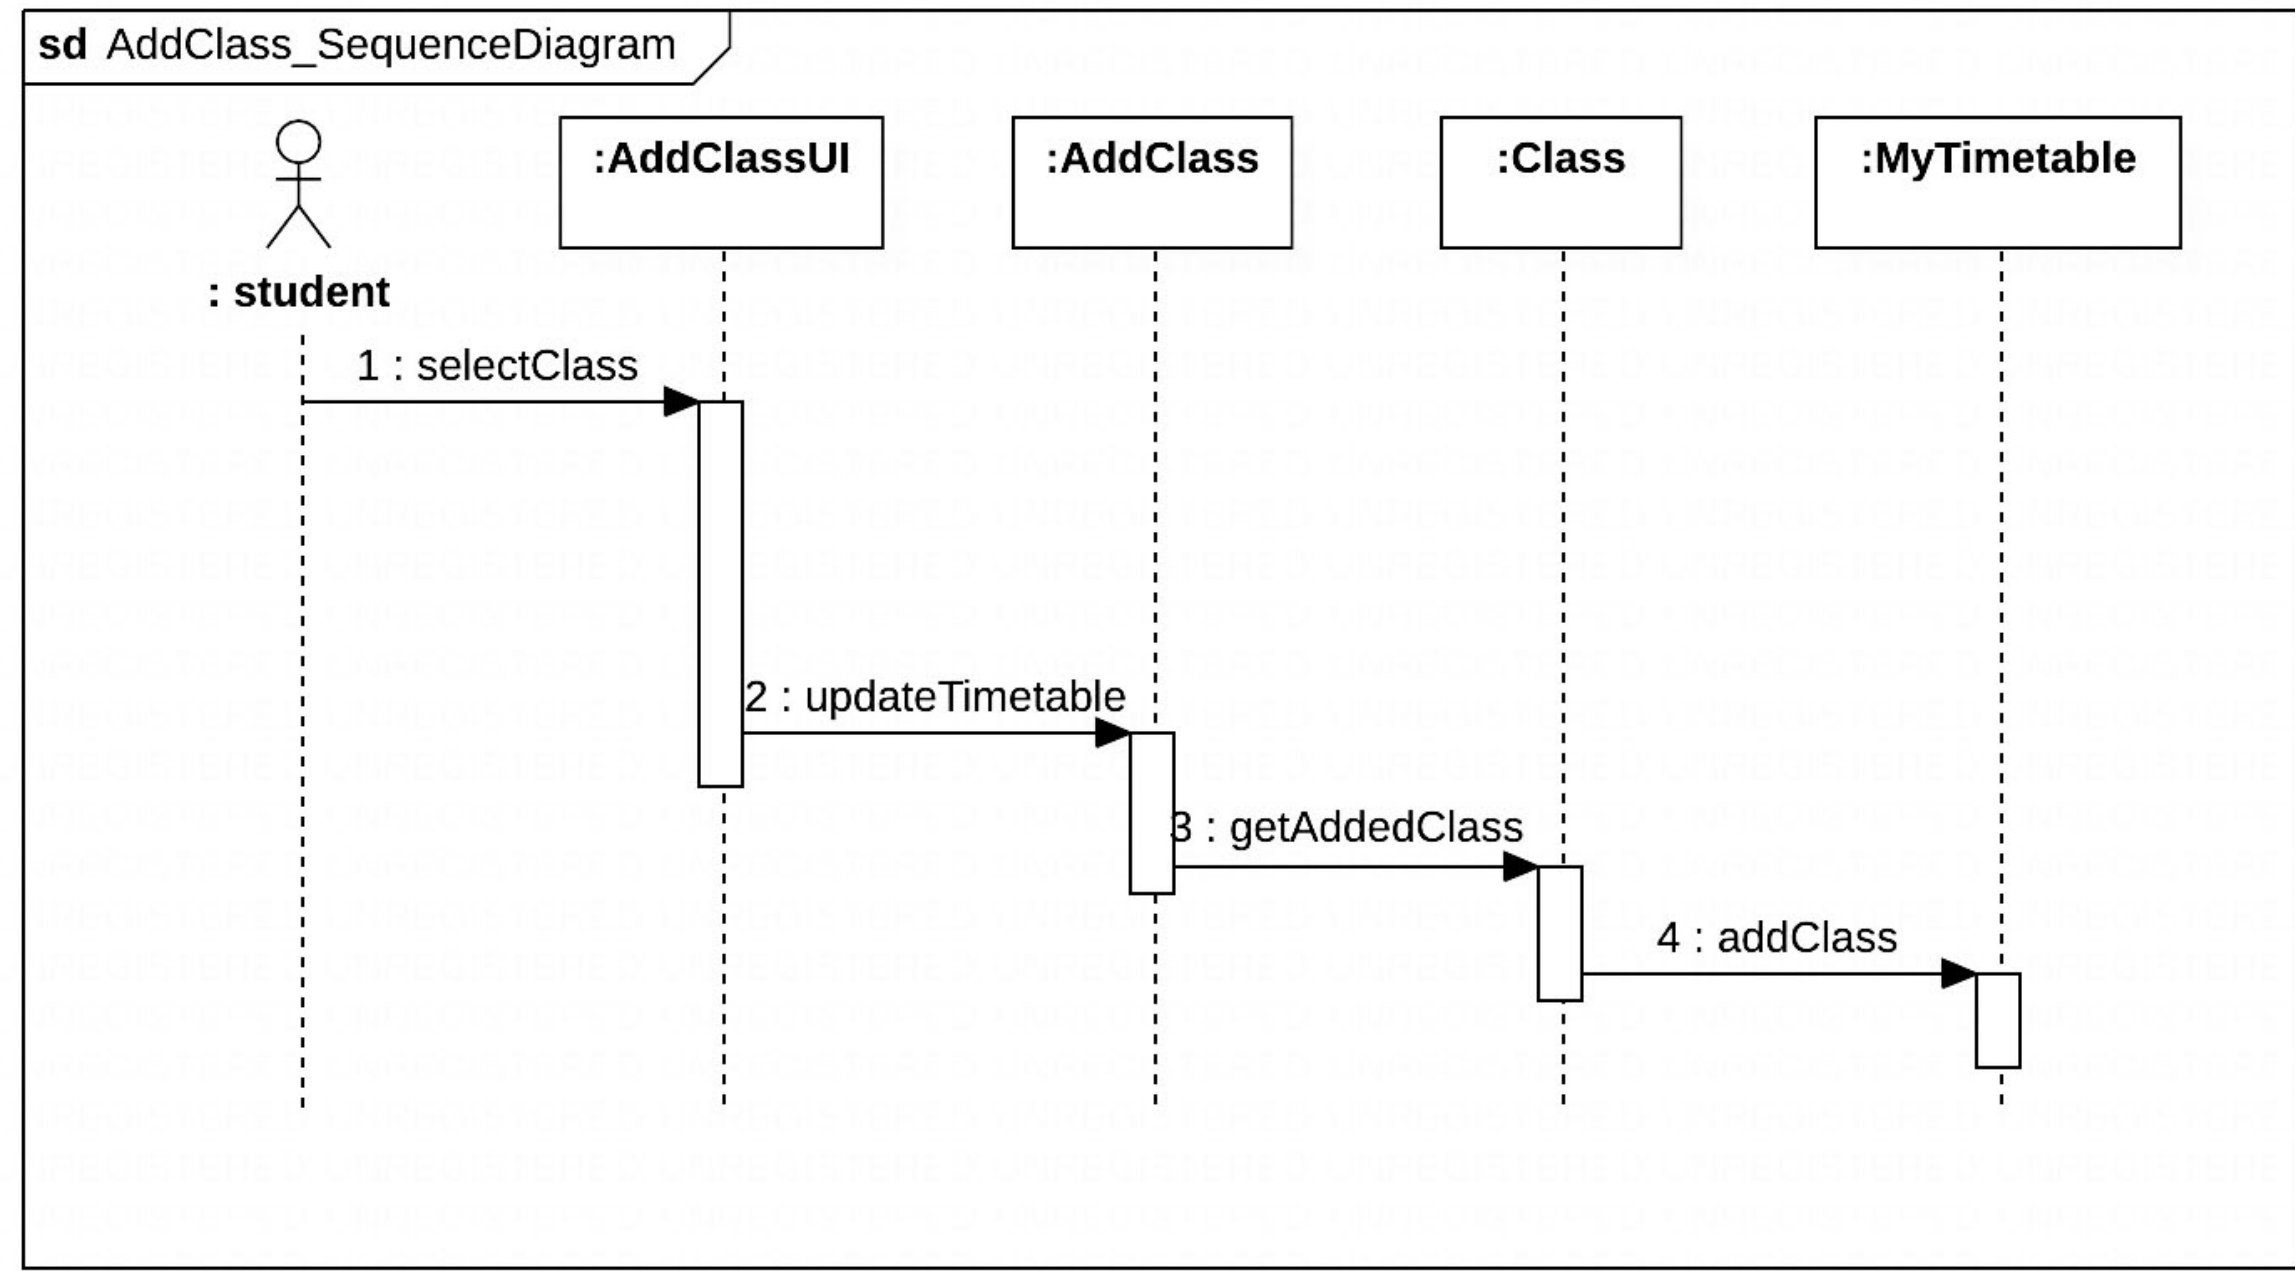 sd AddClass_SequenceDiagram
:AddClassUI
:AddClass
:Class
:MyTimetable
: student
1 : selectClass
2 : updateTimetable
3 : getAddedClass
4 : addClass